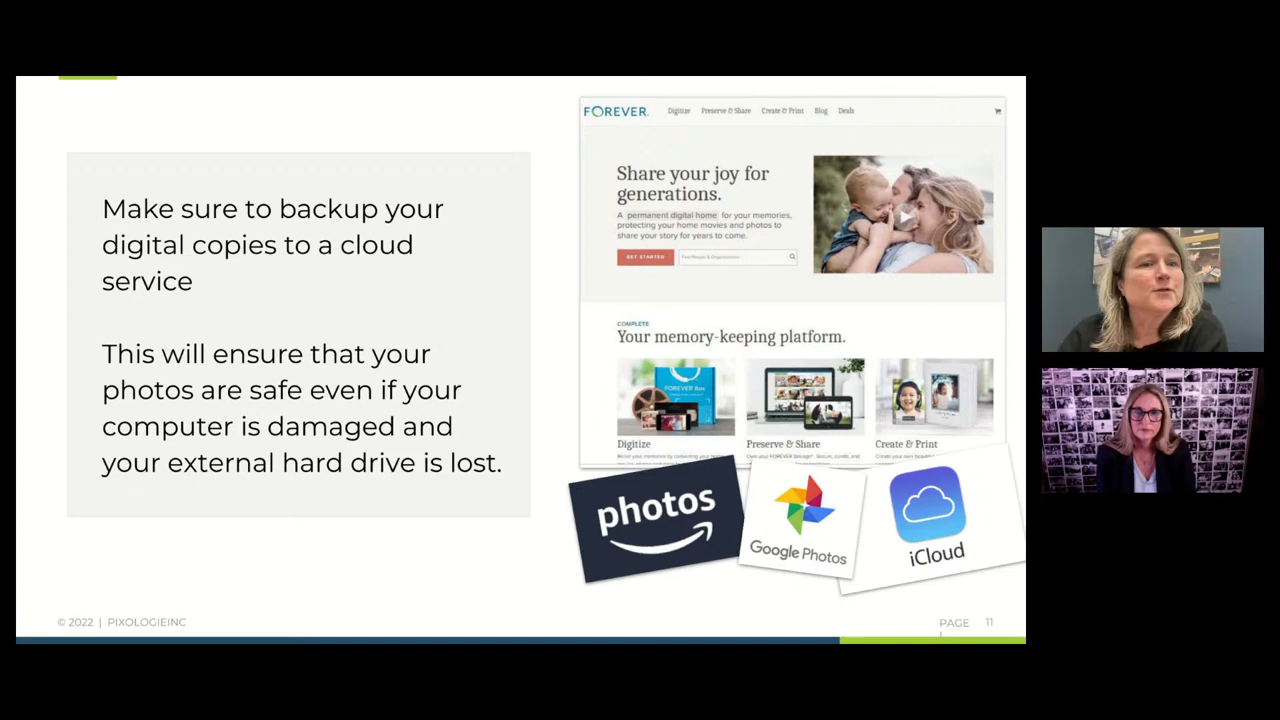 Make sure to backup your
digital copies to a cloud
service
This will ensure that your
photos are safe even if your
computer is damaged and
your external hard drive is lost.
FOREVER
Digitize Preserve & Share Create & Print Blog Deals
Share your joy for
generations.
A permanent digital home for your memories,
protecting your home movies and photos to
share your story for years to come.
GET STARTED
COMPLETE
Your memory-keeping platform.
FOREVER Box
Digitize Preserve & Share Create & Print
photos
Google Photos
iCloud
© 2022 | PIXOLOGIEINC
PAGE 11